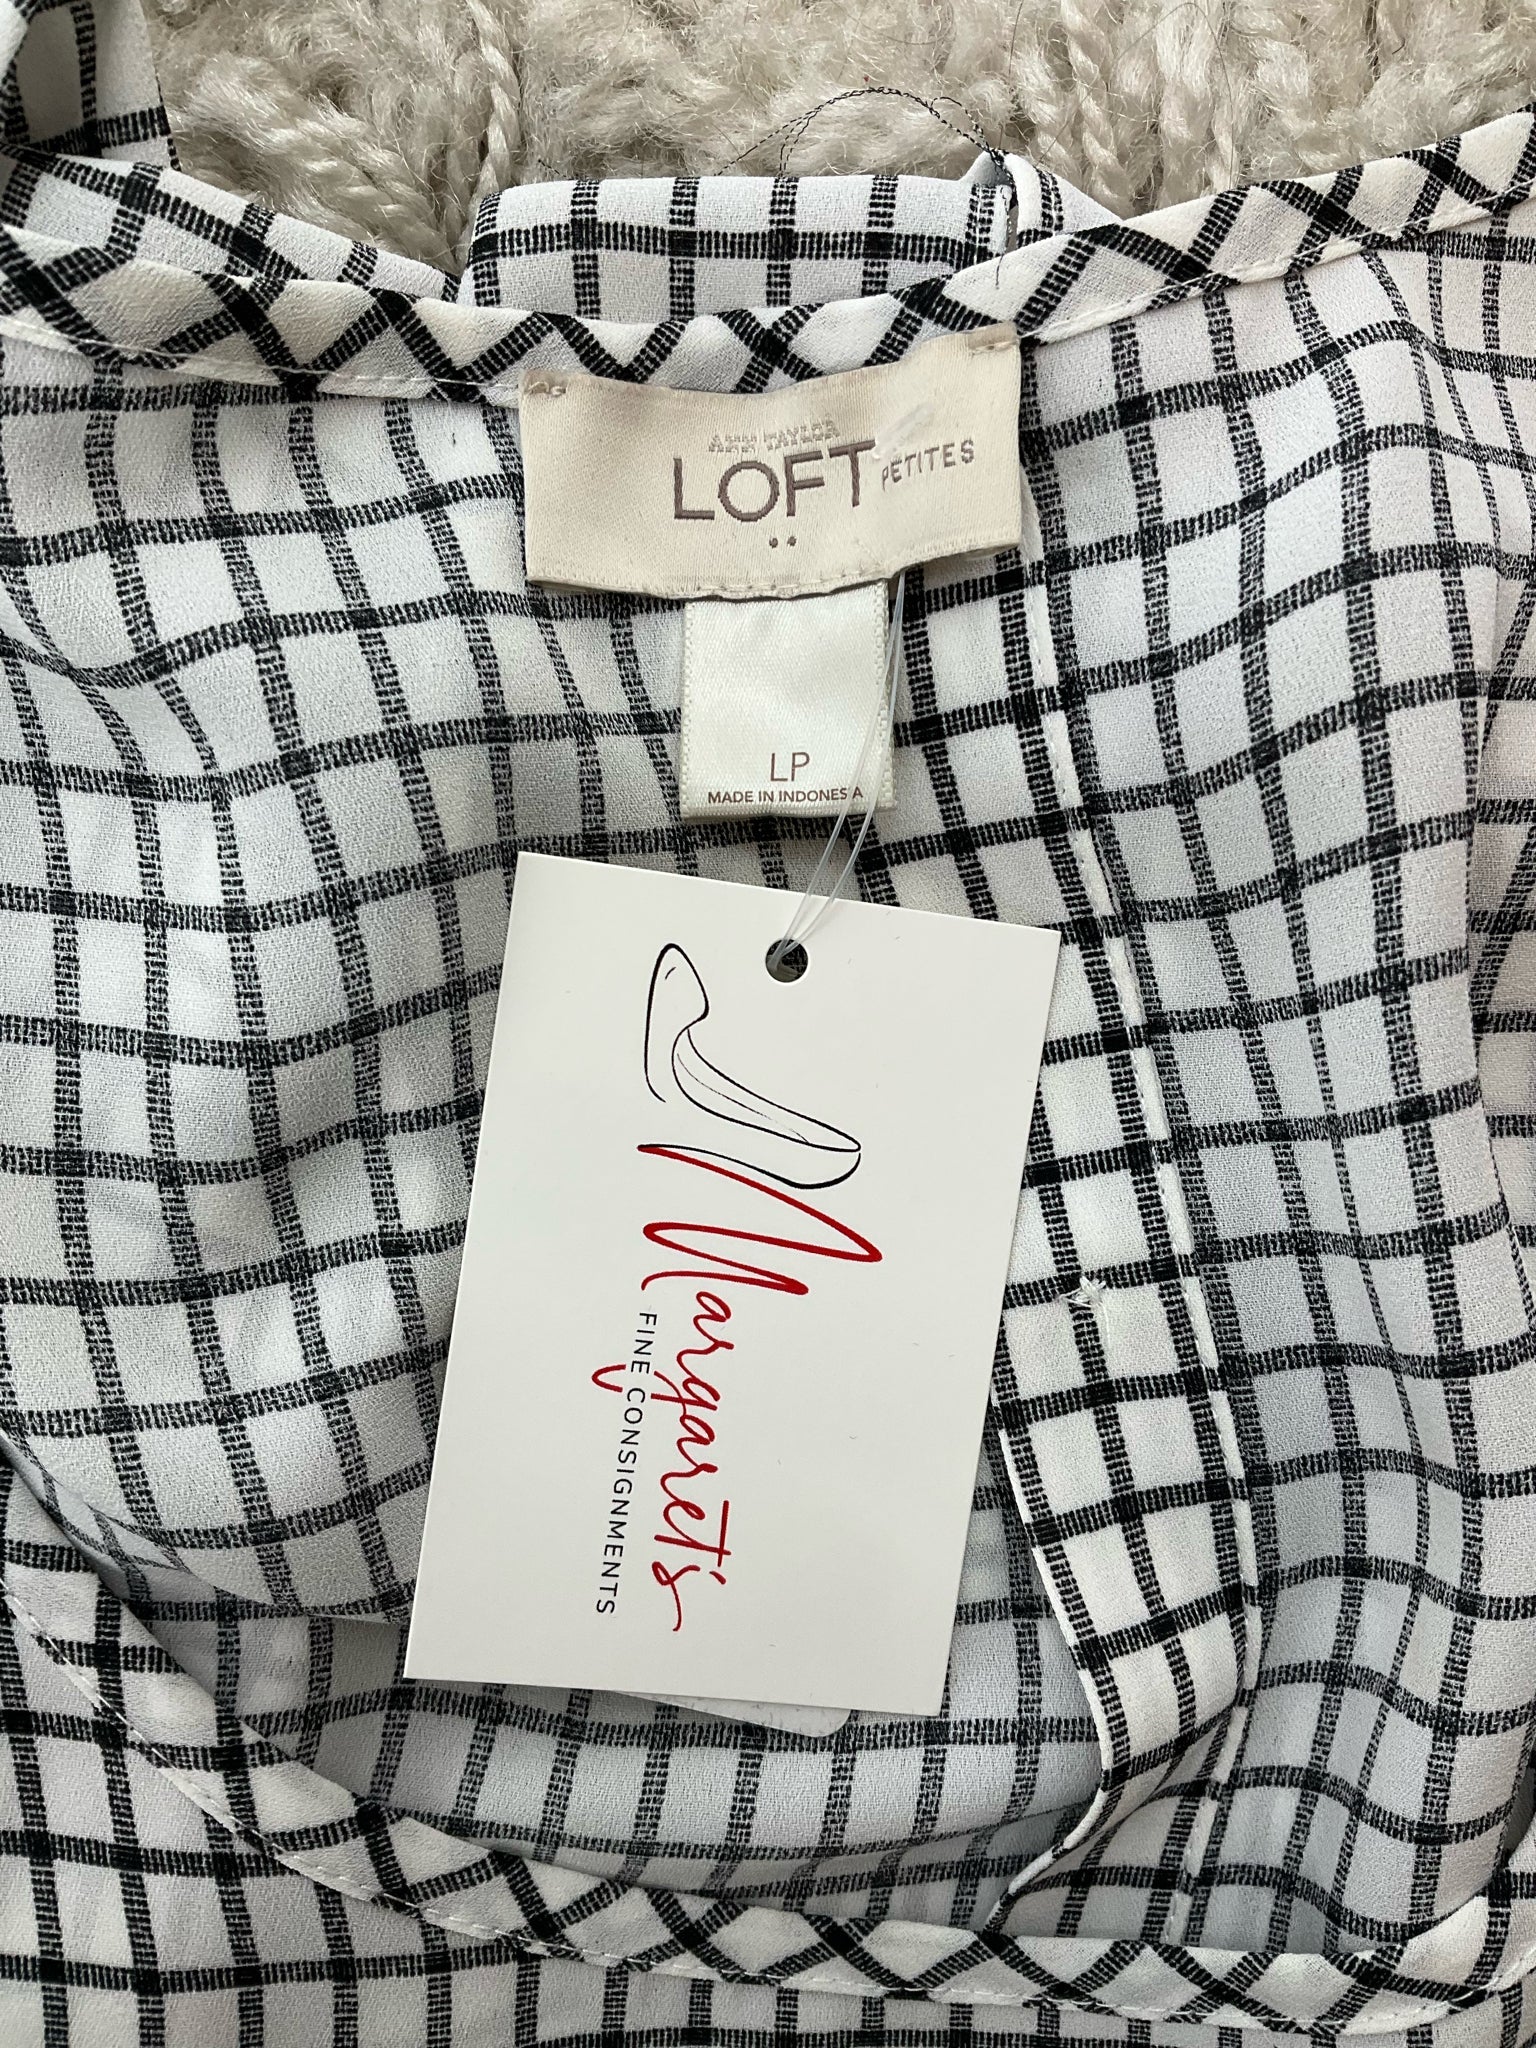 ANN TAYLOR
LOFT PETITES
LP
MADE IN INDONESIA
Margaret's
FINE CONSIGNMENTS